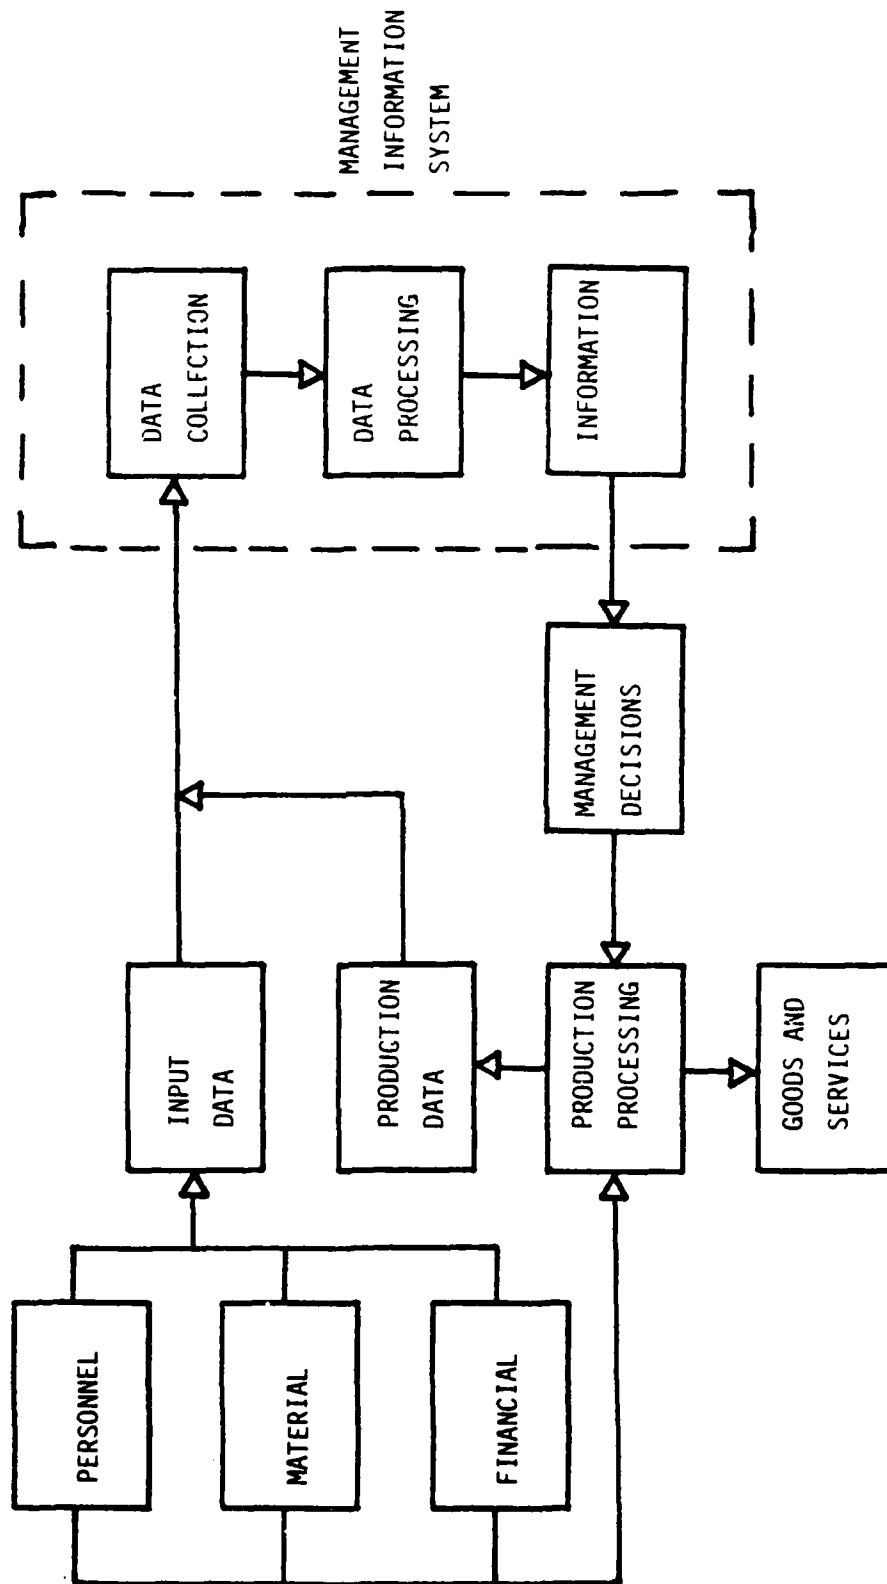 PERSONNEL
INPUT
DATA
DATA
COLLFCTION
MANAGEMENT
INFORMATION
SYSTEM
MATERIAL
PRODUGTION
DATA
DATA
PROCESSING
FINANCIAL
PRODUCTION
PROCESSING
MANAGEMENT
DECISIONS
INFORMATION
GOODS AND
SERVICES